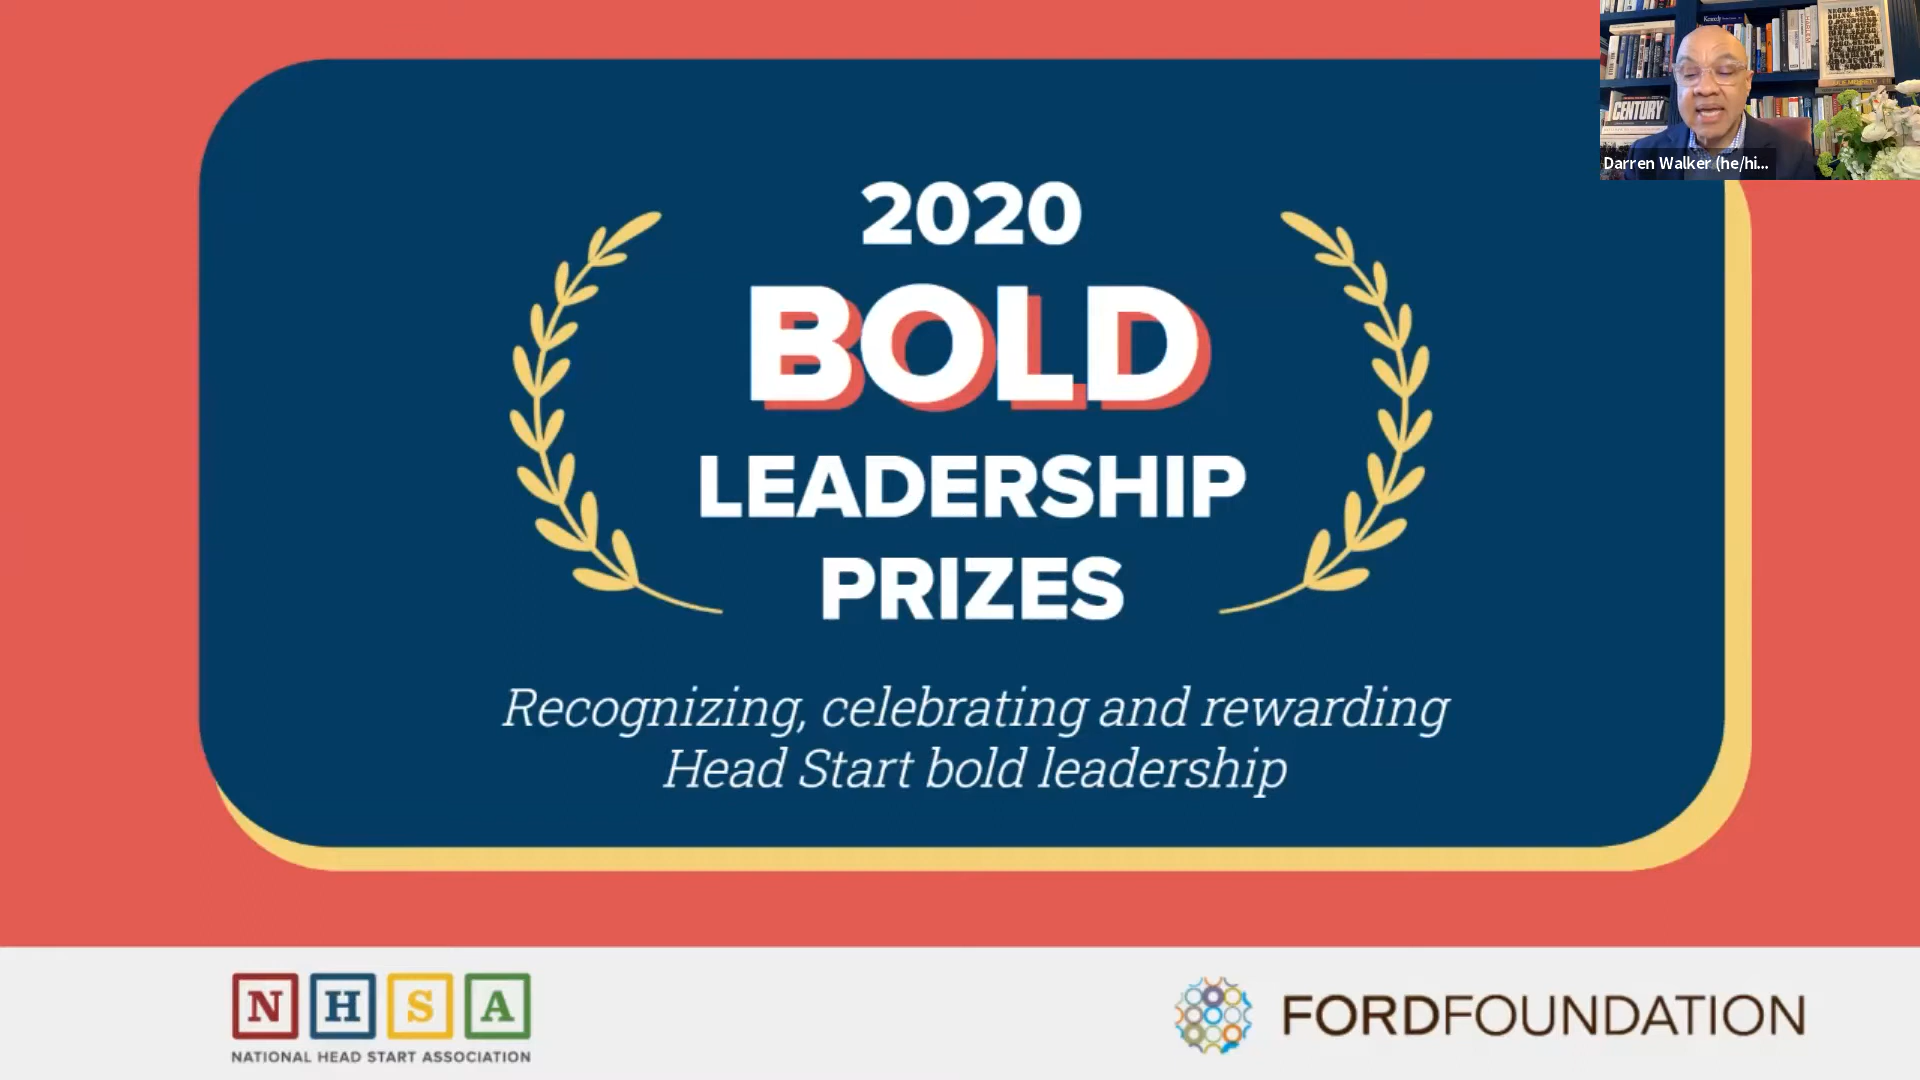 2020
BOLD
LEADERSHIP
PRIZES
Recognizing, celebrating and rewarding
Head Start bold leadership
CENTURY
Darren Walker (he/hi...
N H S A
NATIONAL HEAD START ASSOCIATION
FORDFOUNDATION